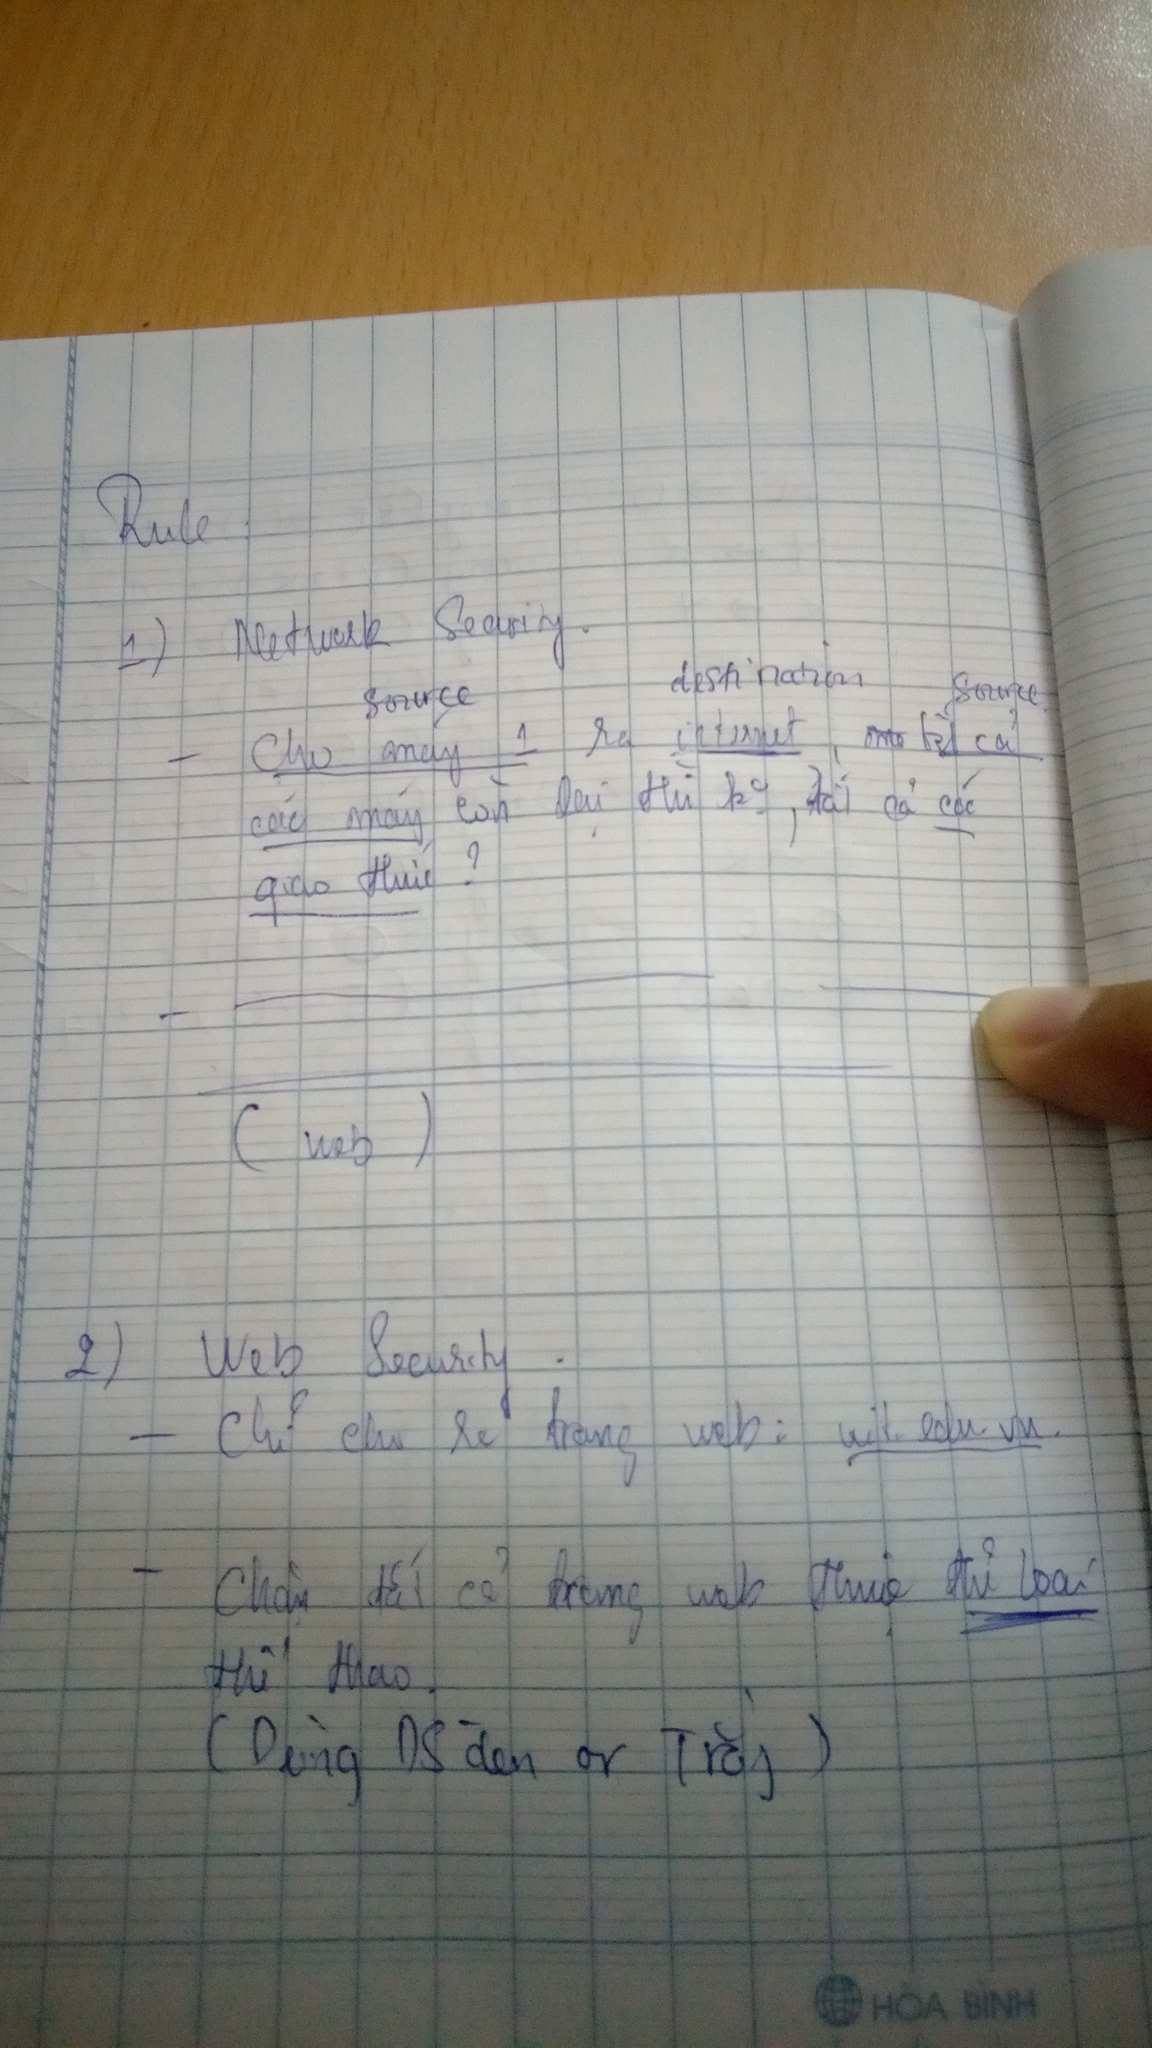 Rule.
1) Network Security.
source destination source
- Cho máy 1 ra internet, tất cả
các máy còn lại thì kg, tất cả các
giao thức?
-
( web )
2) Web Security.
- Chỉ cho ra trang web: uit.edu.vn.
- Chặn tất cả trang web thuộc thể loại
thể thao.
(Dùng DS đen or Trắng)
HÒA BÌNH